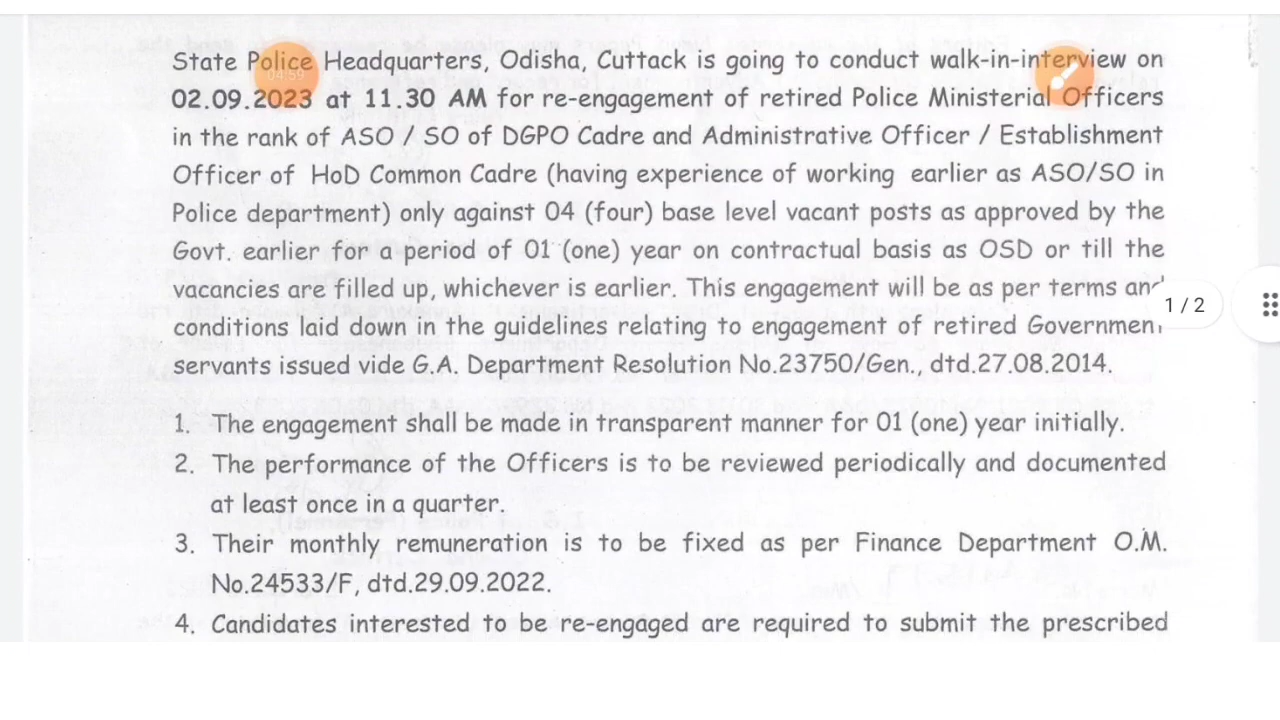 State Police Headquarters, Odisha, Cuttack is going to conduct walk-in-interview on
02.09.2023 at 11.30 AM for re-engagement of retired Police Ministerial Officers
in the rank of ASO / SO of DGPO Cadre and Administrative Officer / Establishment
Officer of HoD Common Cadre (having experience of working earlier as ASO/SO in
Police department) only against 04 (four) base level vacant posts as approved by the
Govt. earlier for a period of 01 (one) year on contractual basis as OSD or till the
vacancies are filled up, whichever is earlier. This engagement will be as per terms and
conditions laid down in the guidelines relating to engagement of retired Government
servants issued vide G.A. Department Resolution No.23750/Gen., dtd.27.08.2014.
1. The engagement shall be made in transparent manner for 01 (one) year initially.
2. The performance of the Officers is to be reviewed periodically and documented
at least once in a quarter.
3. Their monthly remuneration is to be fixed as per Finance Department O.M.
No.24533/F, dtd.29.09.2022.
4. Candidates interested to be re-engaged are required to submit the prescribed
04:59
1 / 2